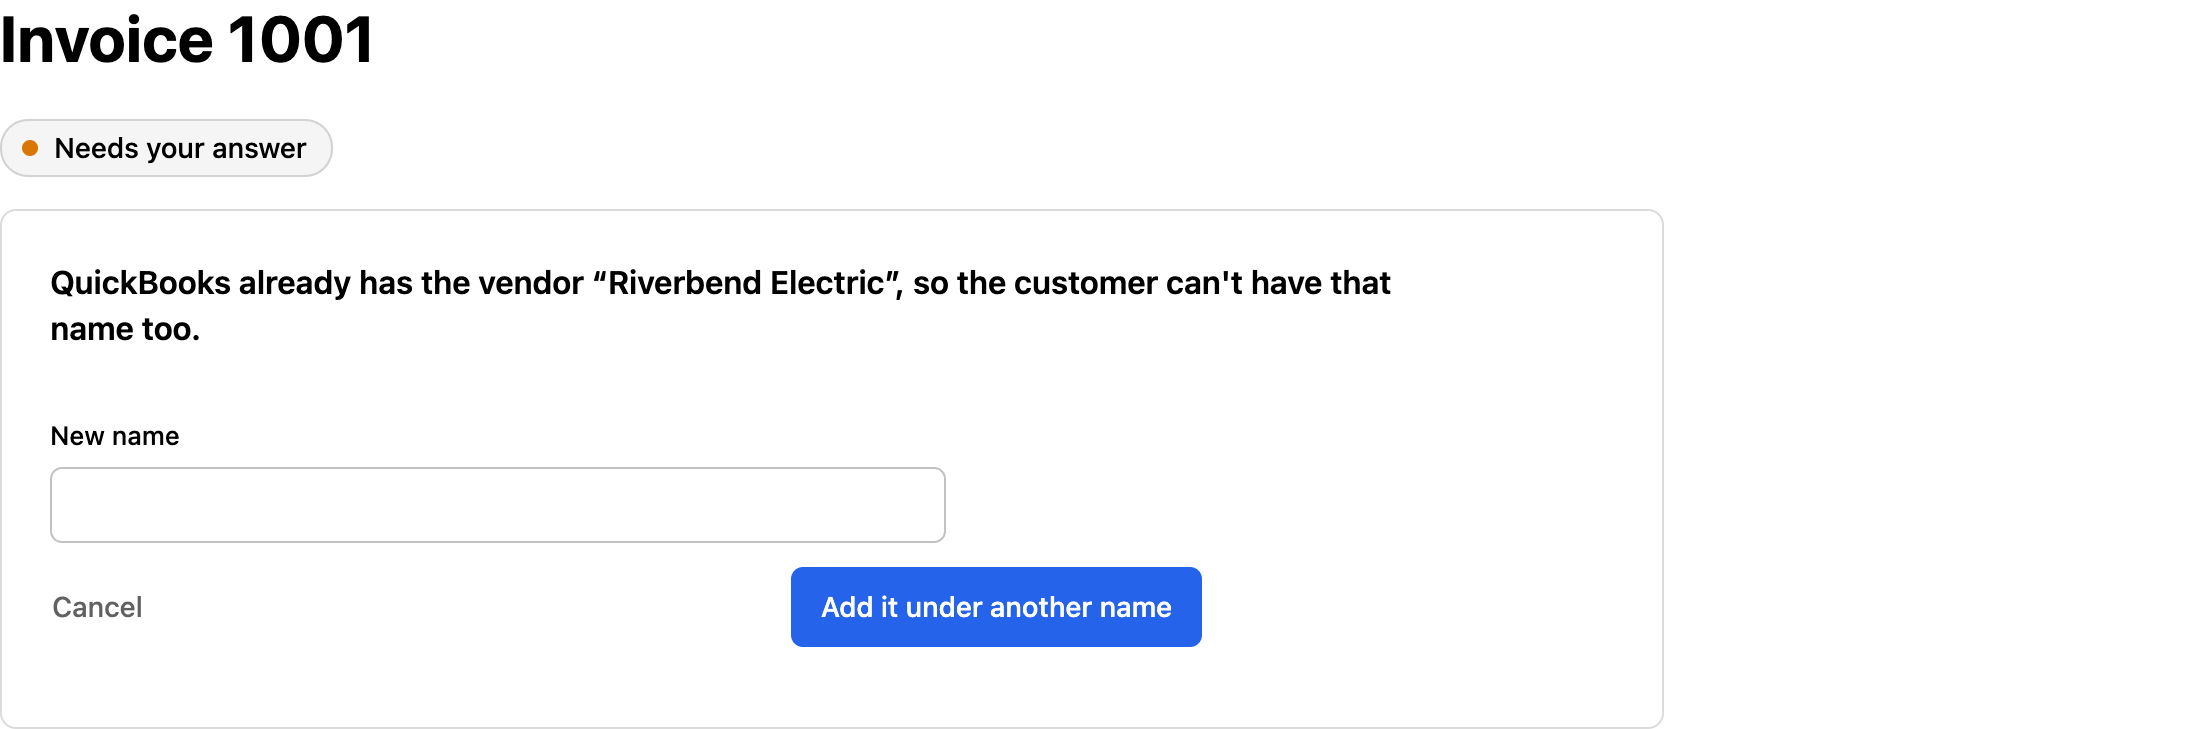 Invoice 1001
Needs your answer
QuickBooks already has the vendor “Riverbend Electric”, so the customer can't have that
name too.
New name
Cancel
Add it under another name